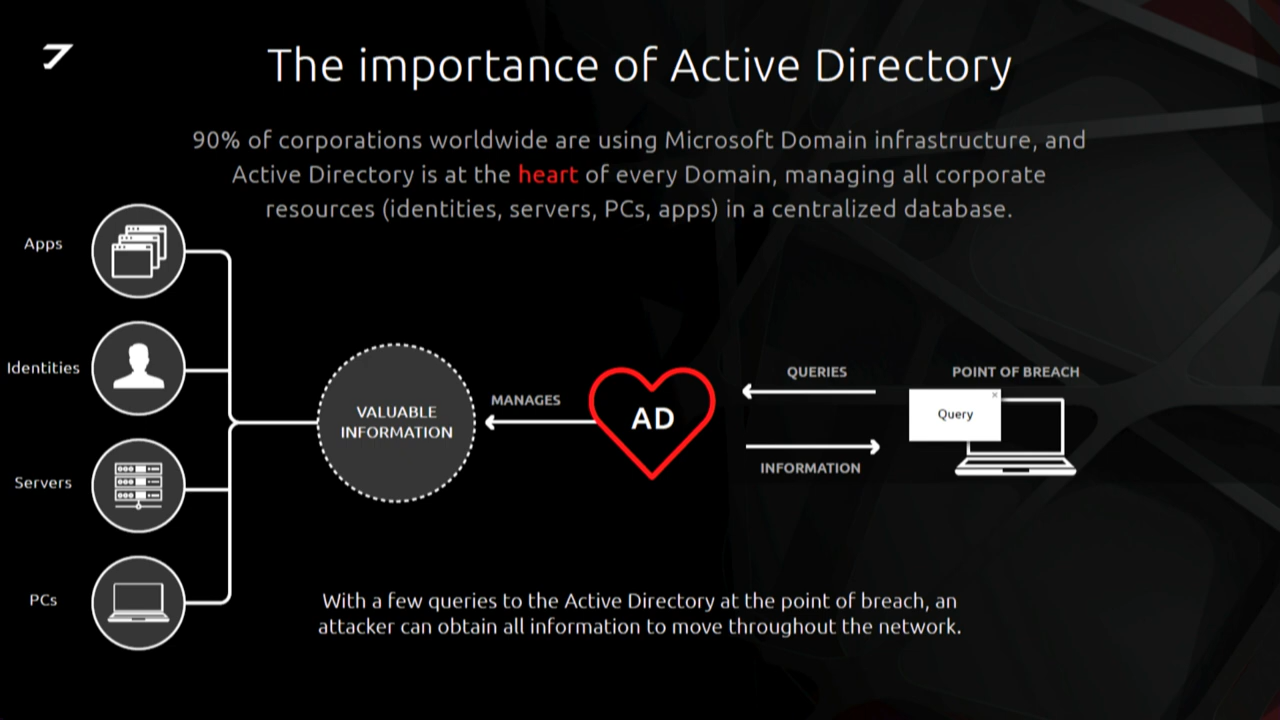 The importance of Active Directory
90% of corporations worldwide are using Microsoft Domain infrastructure, and
Active Directory is at the heart of every Domain, managing all corporate
resources (identities, servers, PCs, apps) in a centralized database.
Apps
Identities
Servers
PCs
VALUABLE
INFORMATION
MANAGES
AD
QUERIES
INFORMATION
POINT OF BREACH
Query
With a few queries to the Active Directory at the point of breach, an
attacker can obtain all information to move throughout the network.